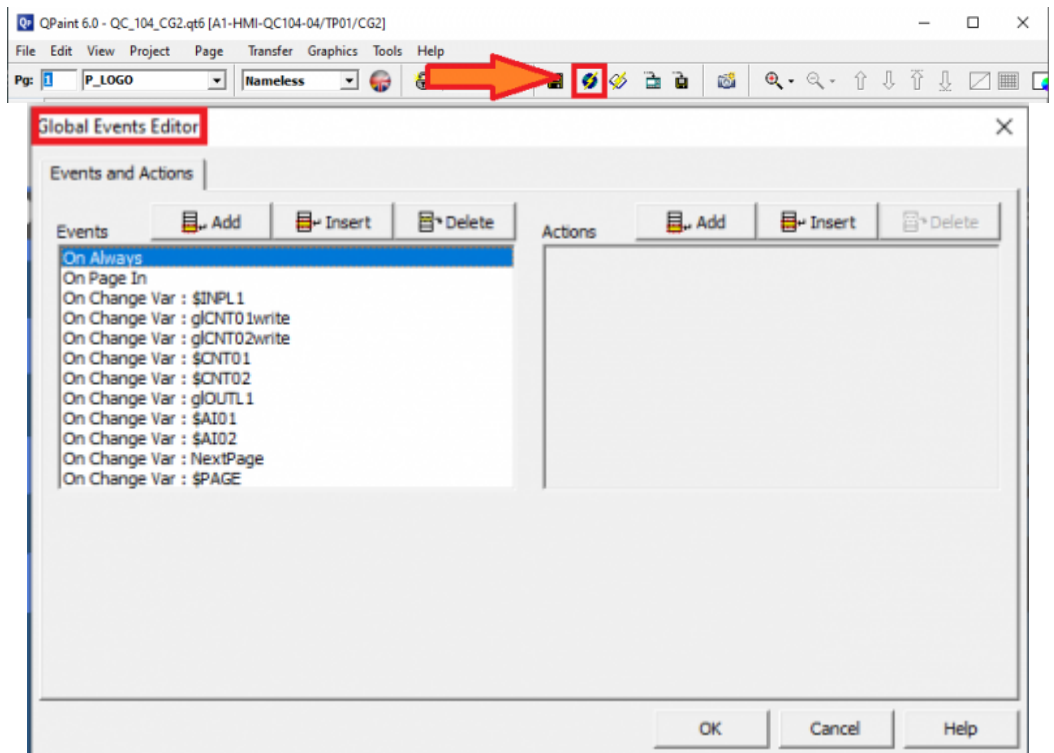 QPaint 6.0 - QC_104_CG2.qt6 [A1-HMI-QC104-04/TP01/CG2]
File Edit View Project Page Transfer Graphics Tools Help
Pg: 1 P_LOGO Nameless
Global Events Editor
Events and Actions
Events Add Insert Delete Actions Add Insert Delete
On Always
On Page In
On Change Var : $INPL1
On Change Var : glCNT01write
On Change Var : glCNT02write
On Change Var : $CNT01
On Change Var : $CNT02
On Change Var : glOUTL1
On Change Var : $AI01
On Change Var : $AI02
On Change Var : NextPage
On Change Var : $PAGE
OK Cancel Help